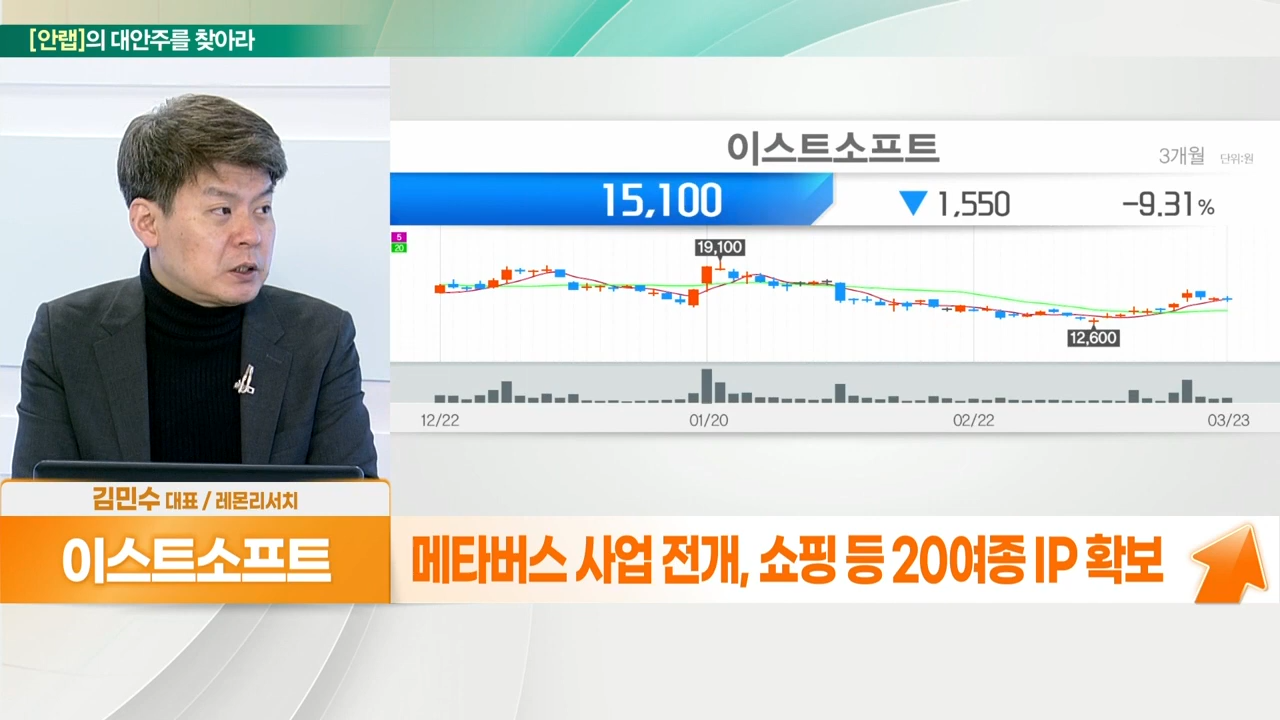 [안랩]의 대안주를 찾아라
이스트소프트
3개월 단위:원
15,100 ▼ 1,550 -9.31%
5
20
19,100
12,600
12/22 01/20 02/22 03/23
김민수 대표 / 레몬리서치
이스트소프트
메타버스 사업 전개, 쇼핑 등 20여종 IP 확보